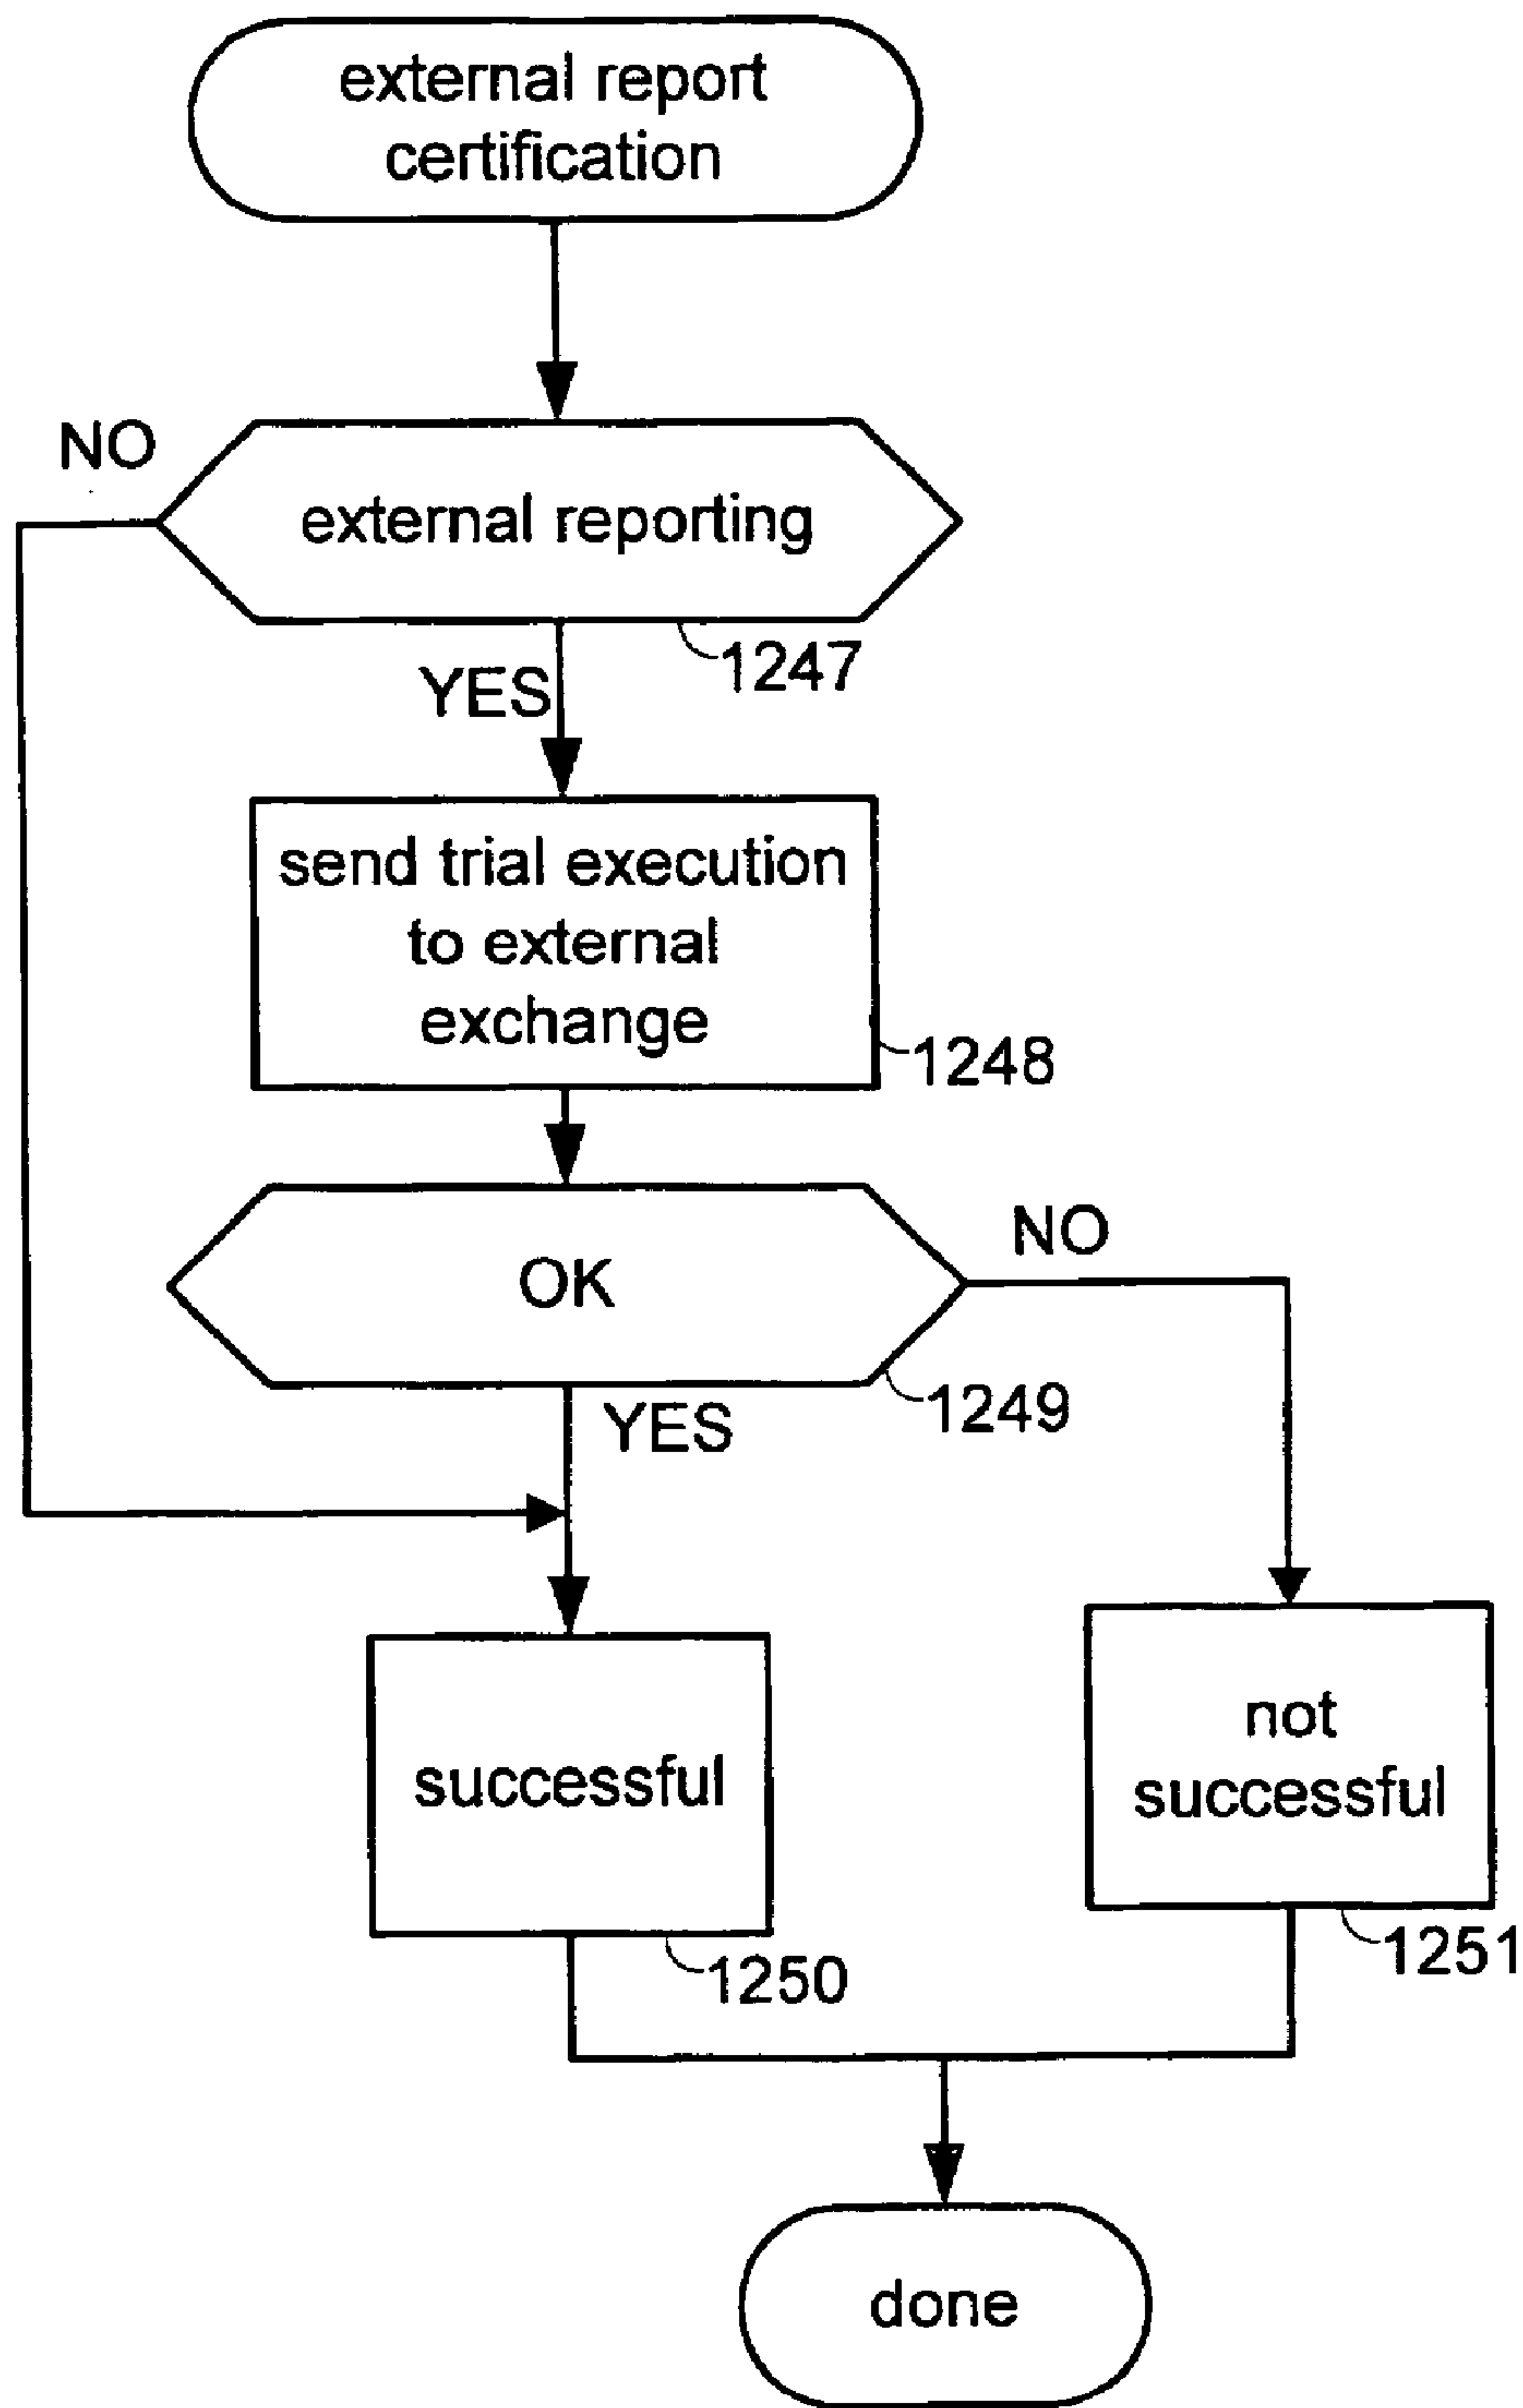 external report
certification
NO
external reporting
1247
YES
send trial execution
to external
exchange
1248
OK
NO
1249
YES
successful
1250
not
successful
1251
done